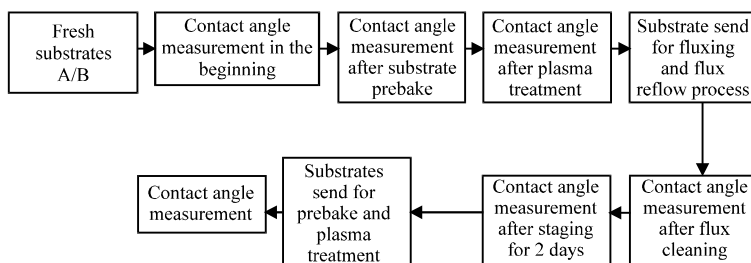 Fresh
substrates
A/B
Contact angle
measurement in the
beginning
Contact angle
measurement
after substrate
prebake
Contact angle
measurement
after plasma
treatment
Substrate send
for fluxing
and flux
reflow process
Contact angle
measurement
after flux
cleaning
Contact angle
measurement
after staging
for 2 days
Substrates
send for
prebake and
plasma
treatment
Contact angle
measurement